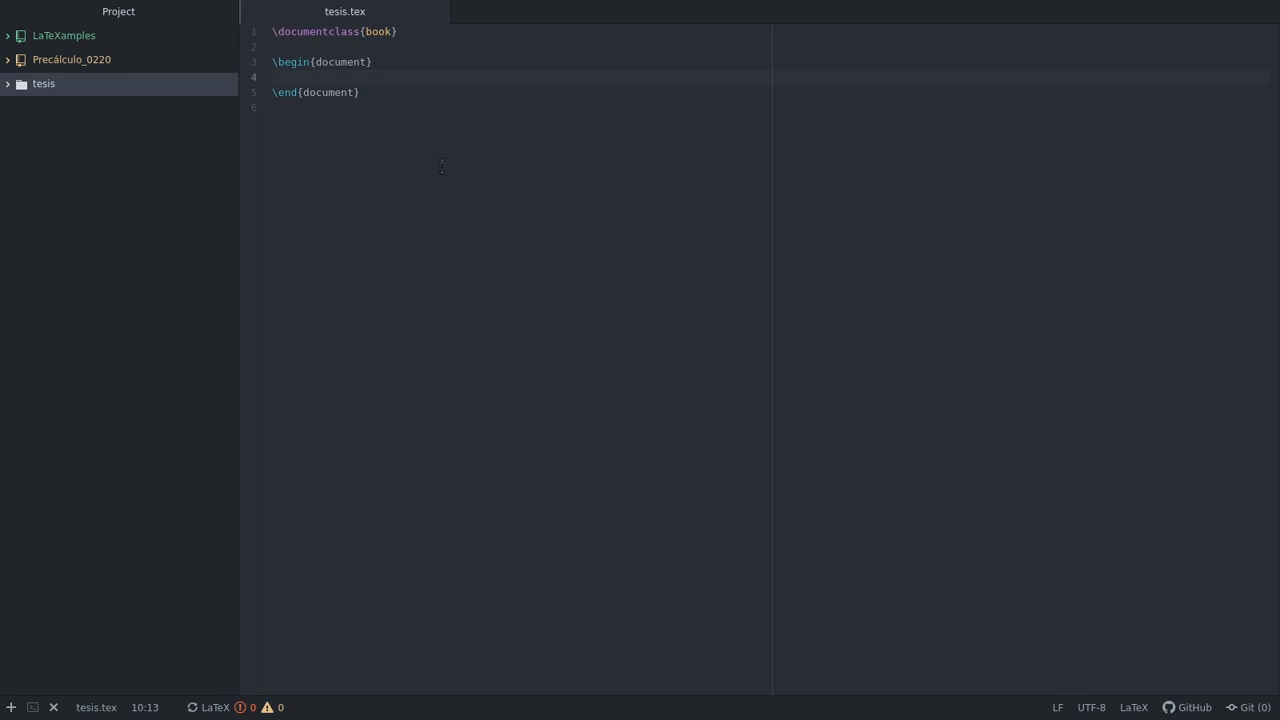 Project
tesis.tex
LaTeXamples
Precálculo_0220
tesis
1 \documentclass{book}
2
3 \begin{document}
4
5 \end{document}
6
tesis.tex 10:13 LaTeX 0 0 LF UTF-8 LaTeX GitHub Git (0)